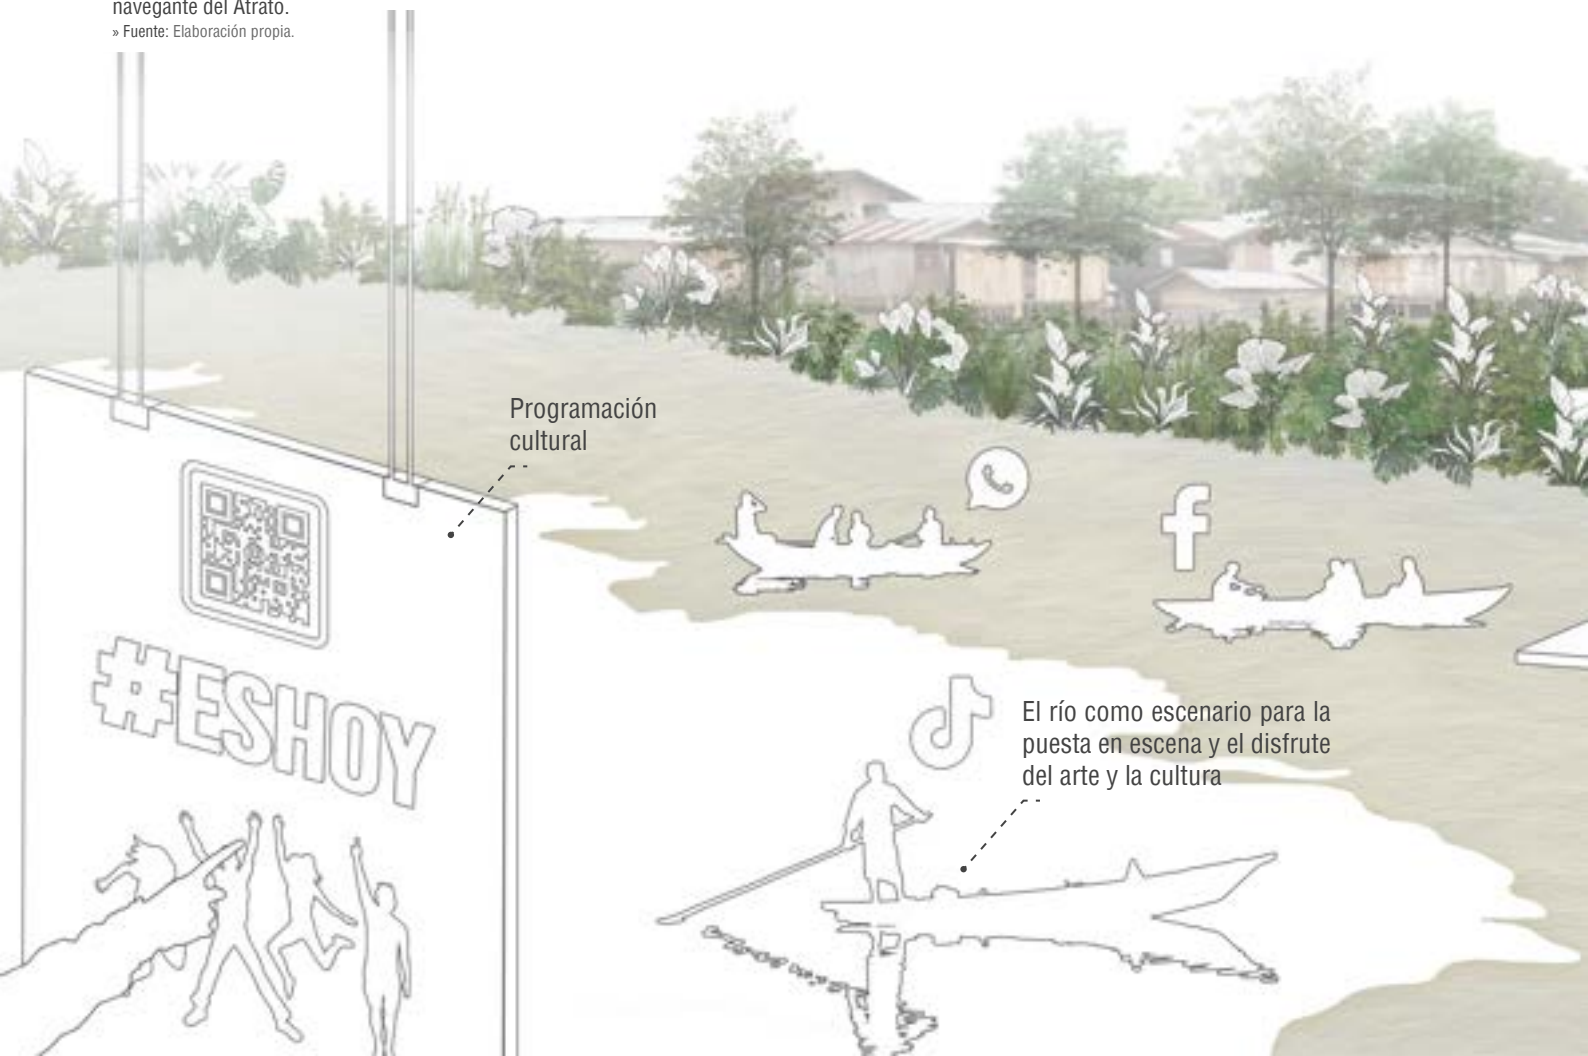 navegante del Atrato.
» Fuente: Elaboración propia.
Programación
cultural
#ESHOY
El río como escenario para la
puesta en escena y el disfrute
del arte y la cultura